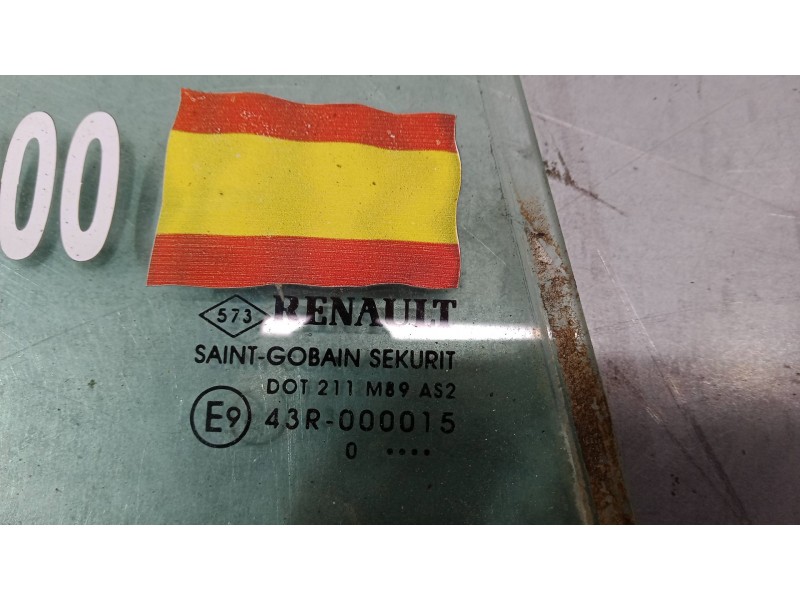 00
573 RENAULT
SAINT-GOBAIN SEKURIT
DOT 211 M89 AS2
E9 43R-000015
0 ....